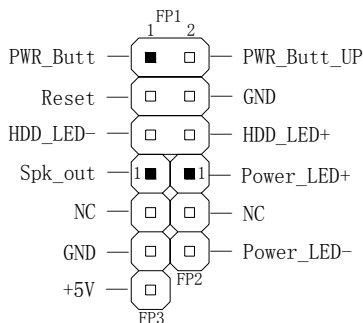 FP1
1 2
PWR_Butt PWR_Butt_UP
Reset GND
HDD_LED- HDD_LED+
Spk_out 1 1 Power_LED+
NC NC
GND Power_LED-
+5V FP2
FP3